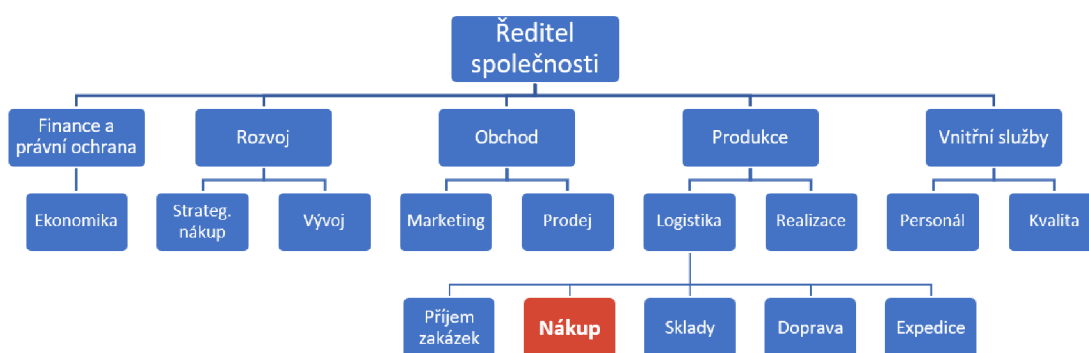 Ředitel
společnosti
Finance a
právní ochrana
Rozvoj
Obchod
Produkce
Vnitřní služby
Ekonomika
Strateg.
nákup
Vývoj
Marketing
Prodej
Logistika
Realizace
Personál
Kvalita
Příjem
zakázek
Nákup
Sklady
Doprava
Expedice